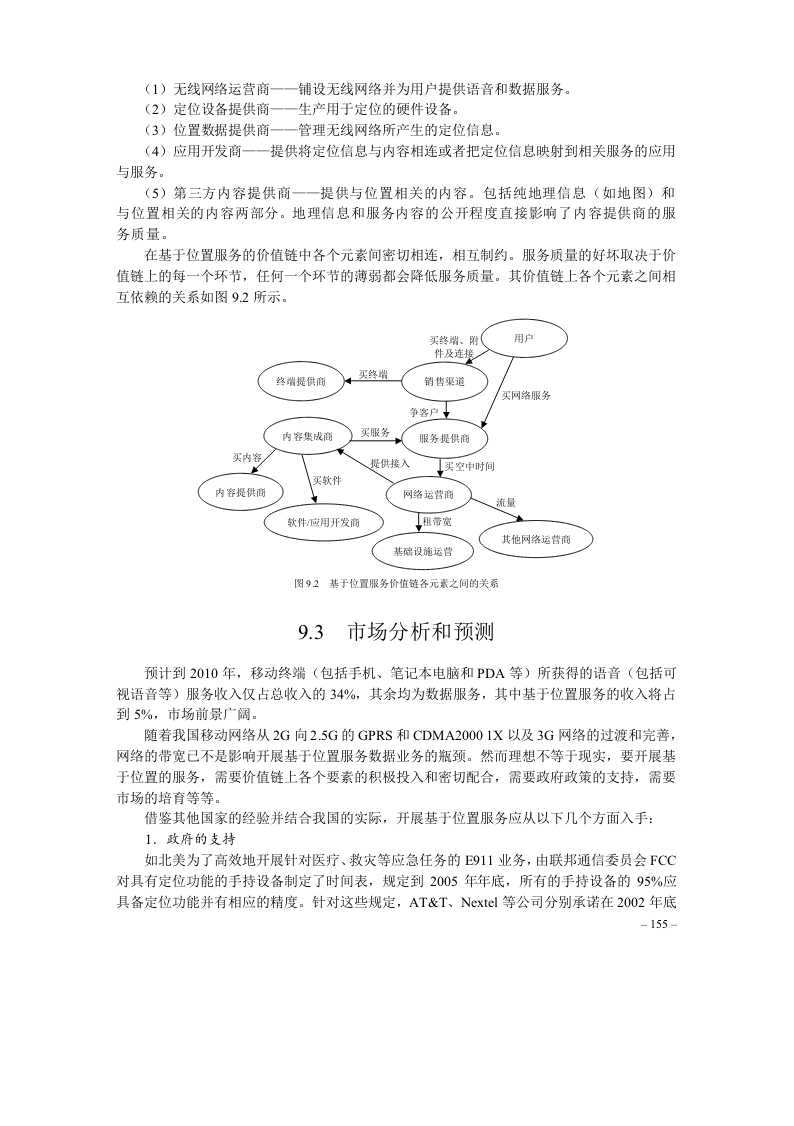 （1）无线网络运营商——铺设无线网络并为用户提供语音和数据服务。
（2）定位设备提供商——生产用于定位的硬件设备。
（3）位置数据提供商——管理无线网络所产生的定位信息。
（4）应用开发商——提供将定位信息与内容相连或者把定位信息映射到相关服务的应用
与服务。
（5）第三方内容提供商——提供与位置相关的内容。包括纯地理信息（如地图）和
与位置相关的内容两部分。地理信息和服务内容的公开程度直接影响了内容提供商的服
务质量。
在基于位置服务的价值链中各个元素间密切相连，相互制约。服务质量的好坏取决于价
值链上的每一个环节，任何一个环节的薄弱都会降低服务质量。其价值链上各个元素之间相
互依赖的关系如图 9.2 所示。
用户
买终端、附
件及连接
终端提供商
买终端
销售渠道
买网络服务
争客户
内容集成商
买服务
服务提供商
买内容
提供接入
买空中时间
买软件
内容提供商
网络运营商
流量
软件/应用开发商
租带宽
其他网络运营商
基础设施运营
图 9.2 基于位置服务价值链各元素之间的关系
9.3 市场分析和预测
预计到 2010 年，移动终端（包括手机、笔记本电脑和 PDA 等）所获得的语音（包括可
视语音等）服务收入仅占总收入的 34%，其余均为数据服务，其中基于位置服务的收入将占
到 5%，市场前景广阔。
随着我国移动网络从 2G 向 2.5G 的 GPRS 和 CDMA2000 1X 以及 3G 网络的过渡和完善，
网络的带宽已不是影响开展基于位置服务数据业务的瓶颈。然而理想不等于现实，要开展基
于位置的服务，需要价值链上各个要素的积极投入和密切配合，需要政府政策的支持，需要
市场的培育等等。
借鉴其他国家的经验并结合我国的实际，开展基于位置服务应从以下几个方面入手：
1．政府的支持
如北美为了高效地开展针对医疗、救灾等应急任务的 E911 业务，由联邦通信委员会 FCC
对具有定位功能的手持设备制定了时间表，规定到 2005 年年底，所有的手持设备的 95%应
具备定位功能并有相应的精度。针对这些规定，AT&T、Nextel 等公司分别承诺在 2002 年底
– 155 –